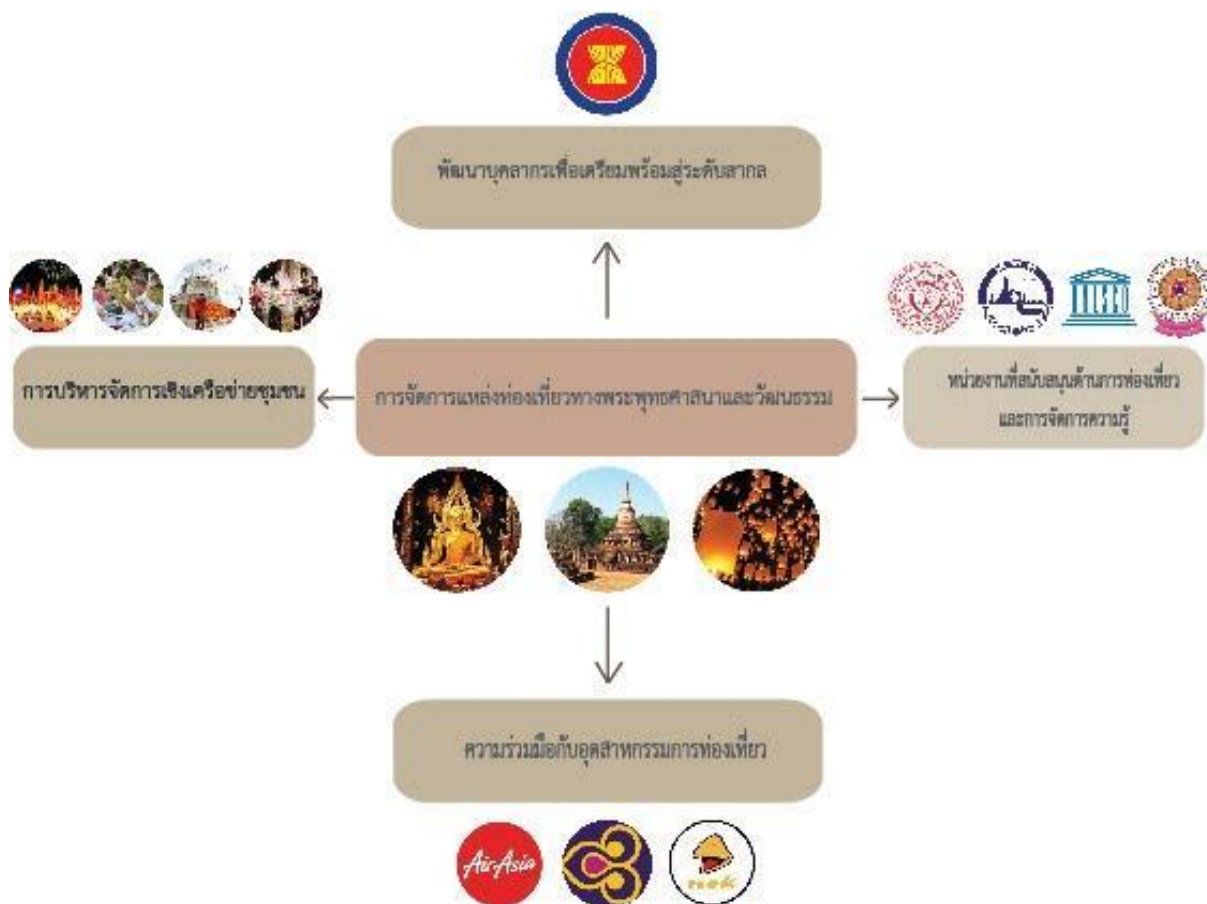 พัฒนาบุคลากรเพื่อเตรียมพร้อมสู่ระดับสากล
การบริหารจัดการเชิงเครือข่ายชุมชน
การจัดการแหล่งท่องเที่ยวทางพระพุทธศาสนาและวัฒนธรรม
หน่วยงานที่สนับสนุนด้านการท่องเที่ยว
และการจัดการความรู้
ความร่วมมือกับอุตสาหกรรมการท่องเที่ยว
AirAsia
nok